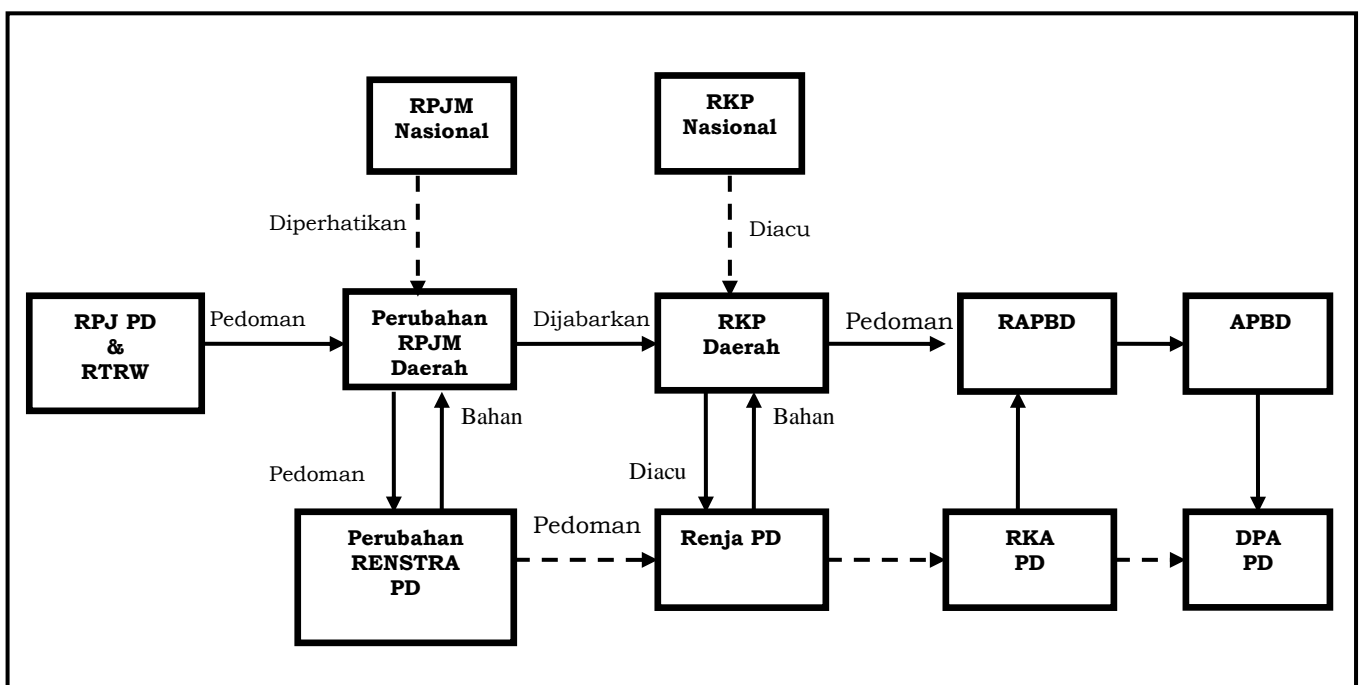 RPJM
Nasional
RKP
Nasional
Diperhatikan
Diacu
RPJ PD
&
RTRW
Pedoman
Perubahan
RPJM
Daerah
Dijabarkan
RKP
Daerah
Pedoman
RAPBD
APBD
Bahan
Bahan
Pedoman
Diacu
Perubahan
RENSTRA
PD
Pedoman
Renja PD
RKA
PD
DPA
PD